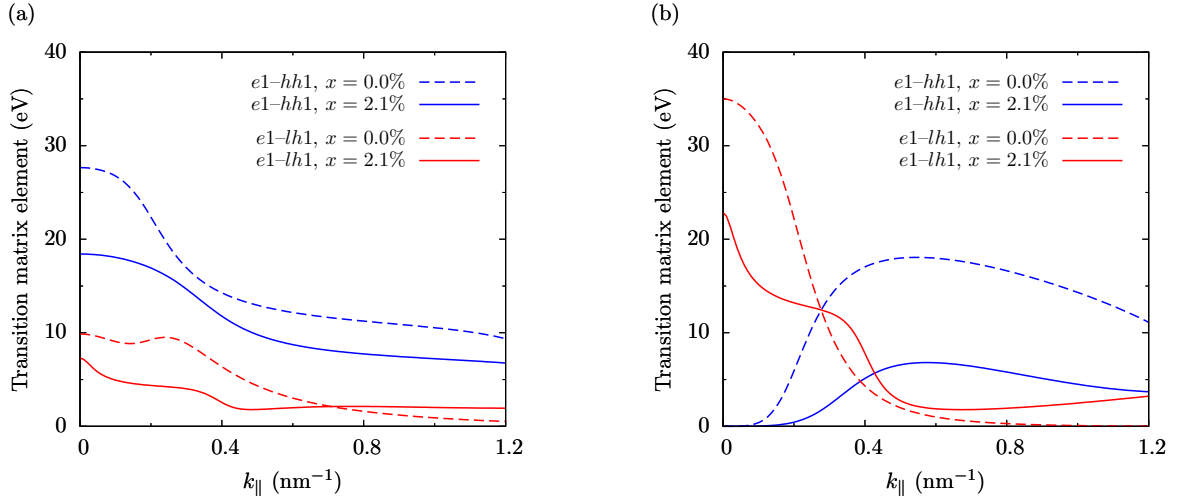 (a)
Transition matrix element (eV)
40
30
20
10
0
0
0.4
0.8
1.2
k∥ (nm⁻¹)
e1–hh1, x = 0.0%
e1–hh1, x = 2.1%
e1–lh1, x = 0.0%
e1–lh1, x = 2.1%
(b)
Transition matrix element (eV)
40
30
20
10
0
0
0.4
0.8
1.2
k∥ (nm⁻¹)
e1–hh1, x = 0.0%
e1–hh1, x = 2.1%
e1–lh1, x = 0.0%
e1–lh1, x = 2.1%